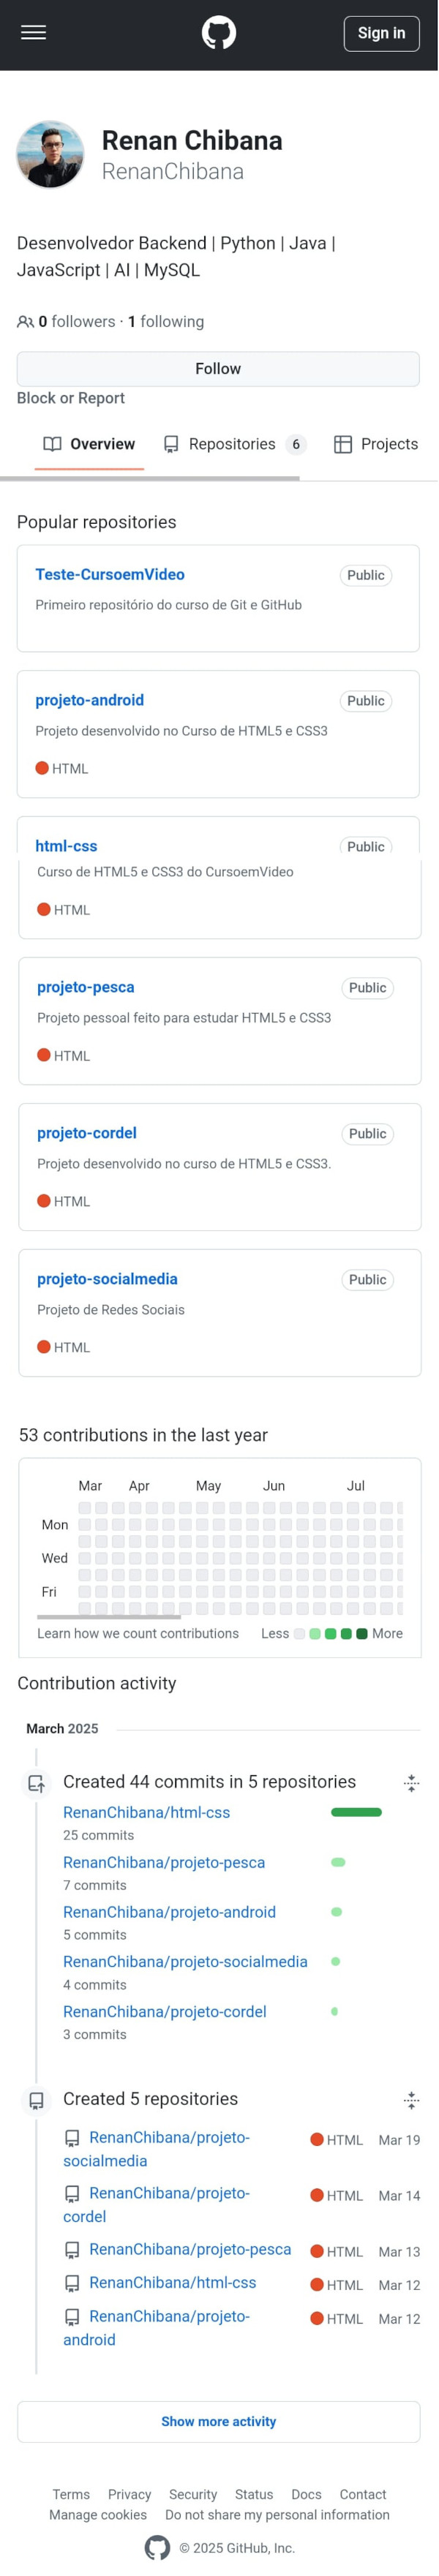 Sign in
Renan Chibana
RenanChibana
Desenvolvedor Backend | Python | Java |
JavaScript | AI | MySQL
0 followers · 1 following
Follow
Block or Report
Overview Repositories 6 Projects
Popular repositories
Teste-CursoemVideo Public
Primeiro repositório do curso de Git e GitHub
projeto-android Public
Projeto desenvolvido no Curso de HTML5 e CSS3
HTML
html-css Public
Curso de HTML5 e CSS3 do CursoemVideo
HTML
projeto-pesca Public
Projeto pessoal feito para estudar HTML5 e CSS3
HTML
projeto-cordel Public
Projeto desenvolvido no curso de HTML5 e CSS3.
HTML
projeto-socialmedia Public
Projeto de Redes Sociais
HTML
53 contributions in the last year
Mar Apr May Jun Jul
Mon
Wed
Fri
Learn how we count contributions Less More
Contribution activity
March 2025
Created 44 commits in 5 repositories
RenanChibana/html-css
25 commits
RenanChibana/projeto-pesca
7 commits
RenanChibana/projeto-android
5 commits
RenanChibana/projeto-socialmedia
4 commits
RenanChibana/projeto-cordel
3 commits
Created 5 repositories
RenanChibana/projeto- HTML Mar 19
socialmedia
RenanChibana/projeto- HTML Mar 14
cordel
RenanChibana/projeto-pesca HTML Mar 13
RenanChibana/html-css HTML Mar 12
RenanChibana/projeto- HTML Mar 12
android
Show more activity
Terms Privacy Security Status Docs Contact
Manage cookies Do not share my personal information
© 2025 GitHub, Inc.